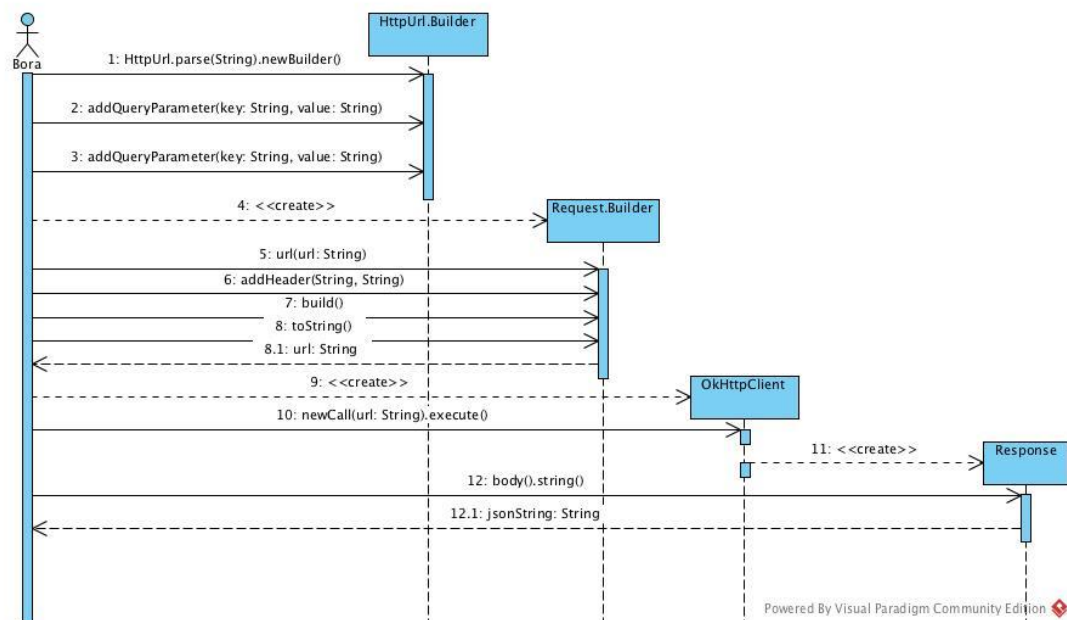 HttpUrl.Builder
Bora
1: HttpUrl.parse(String).newBuilder()
2: addQueryParameter(key: String, value: String)
3: addQueryParameter(key: String, value: String)
4: <<create>>
Request.Builder
5: url(url: String)
6: addHeader(String, String)
7: build()
8: toString()
8.1: url: String
9: <<create>>
OkHttpClient
10: newCall(url: String).execute()
11: <<create>>
Response
12: body().string()
12.1: jsonString: String
Powered By Visual Paradigm Community Edition